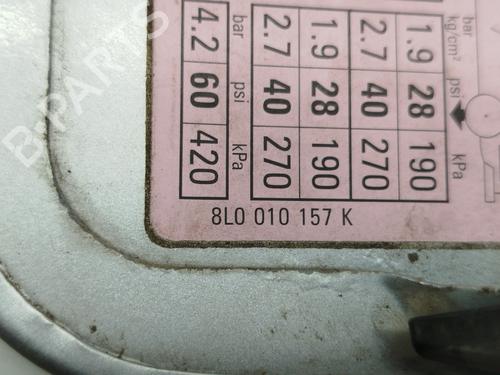 bar
kg/cm²
psi
kPa
1.9
28
190
2.7
40
270
1.9
28
190
2.7
40
270
bar
psi
kPa
4.2
60
420
8L0 010 157 K
B-PARTS